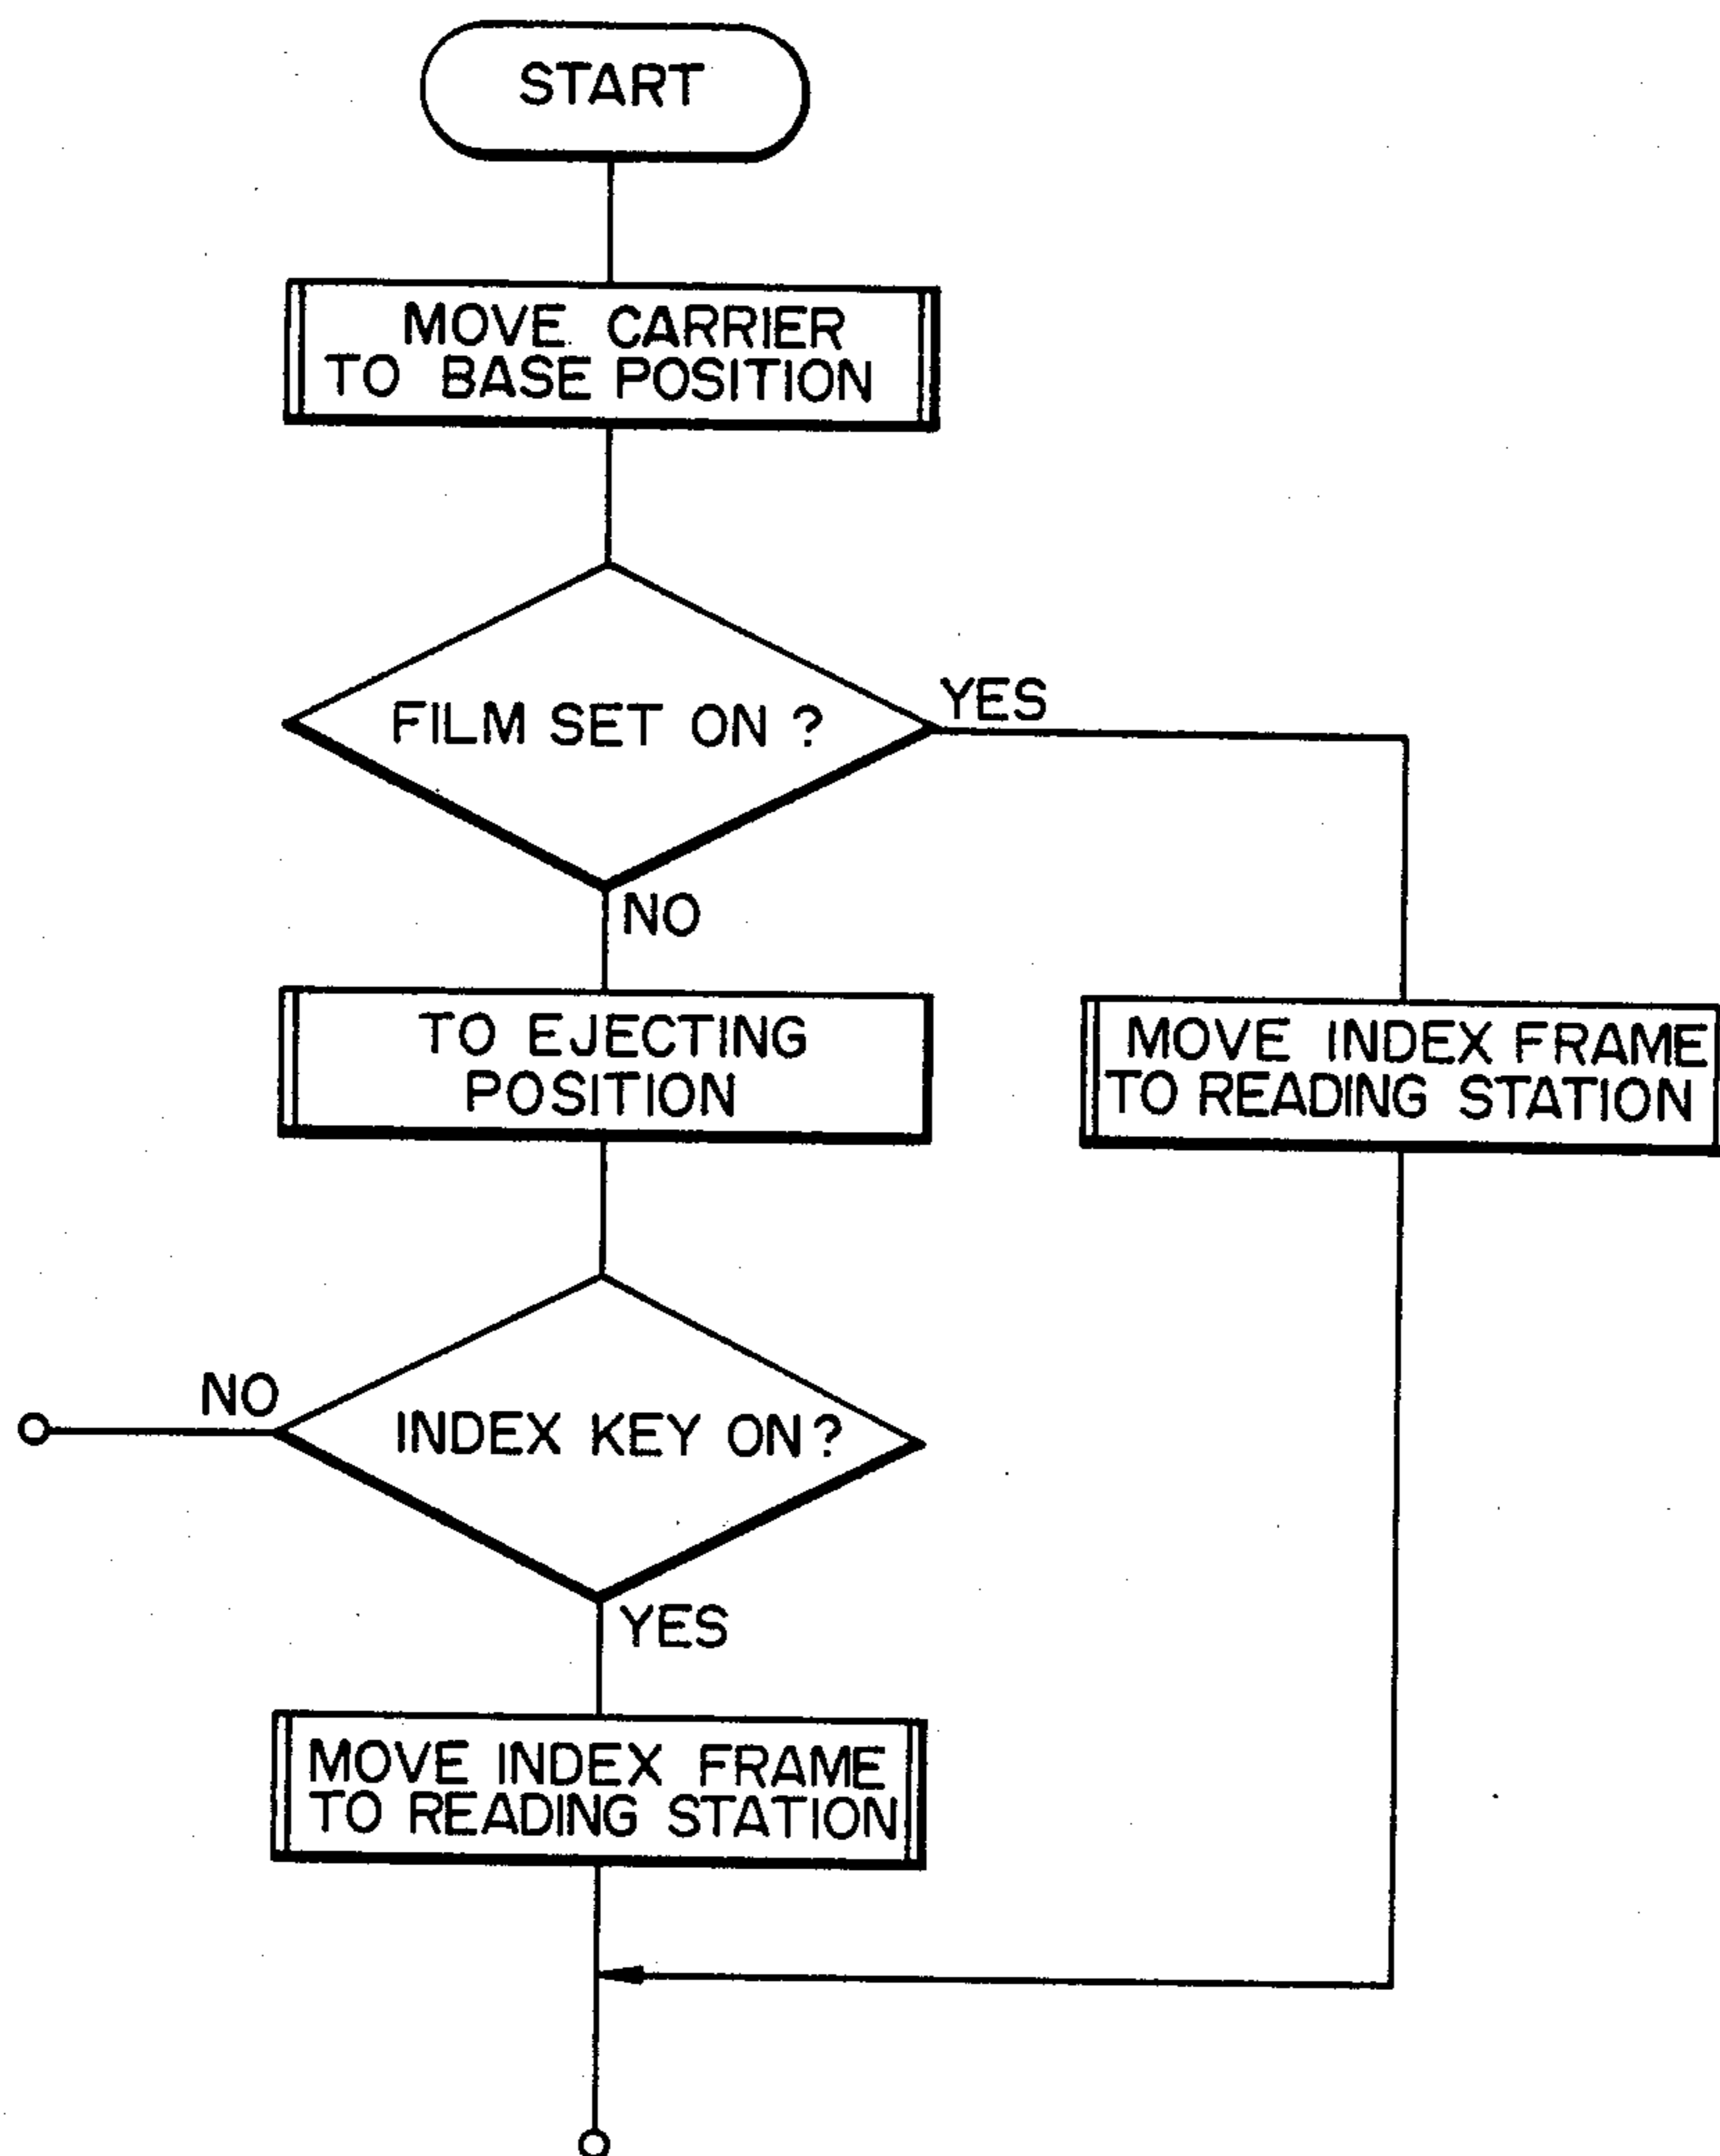 START
MOVE CARRIER
TO BASE POSITION
FILM SET ON ?
YES
NO
TO EJECTING
POSITION
MOVE INDEX FRAME
TO READING STATION
NO
INDEX KEY ON ?
YES
MOVE INDEX FRAME
TO READING STATION